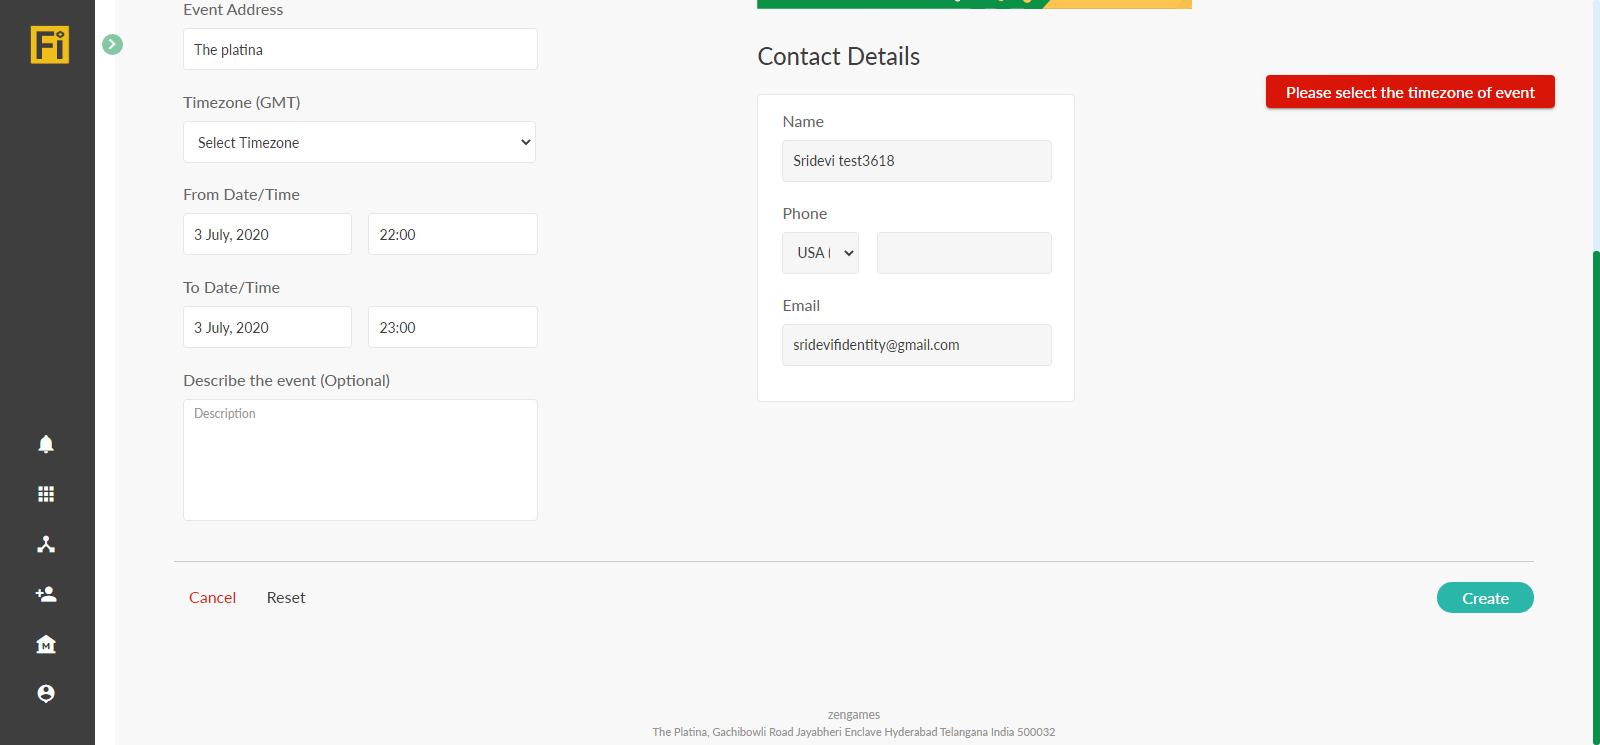 Fi
Event Address
The platina
Timezone (GMT)
Select Timezone
From Date/Time
3 July, 2020
22:00
To Date/Time
3 July, 2020
23:00
Describe the event (Optional)
Description
Contact Details
Name
Sridevi test3618
Phone
USA (
Email
sridevifidentity@gmail.com
Please select the timezone of event
M
Cancel
Reset
Create
zengames
The Platina, Gachibowli Road Jayabheri Enclave Hyderabad Telangana India 500032